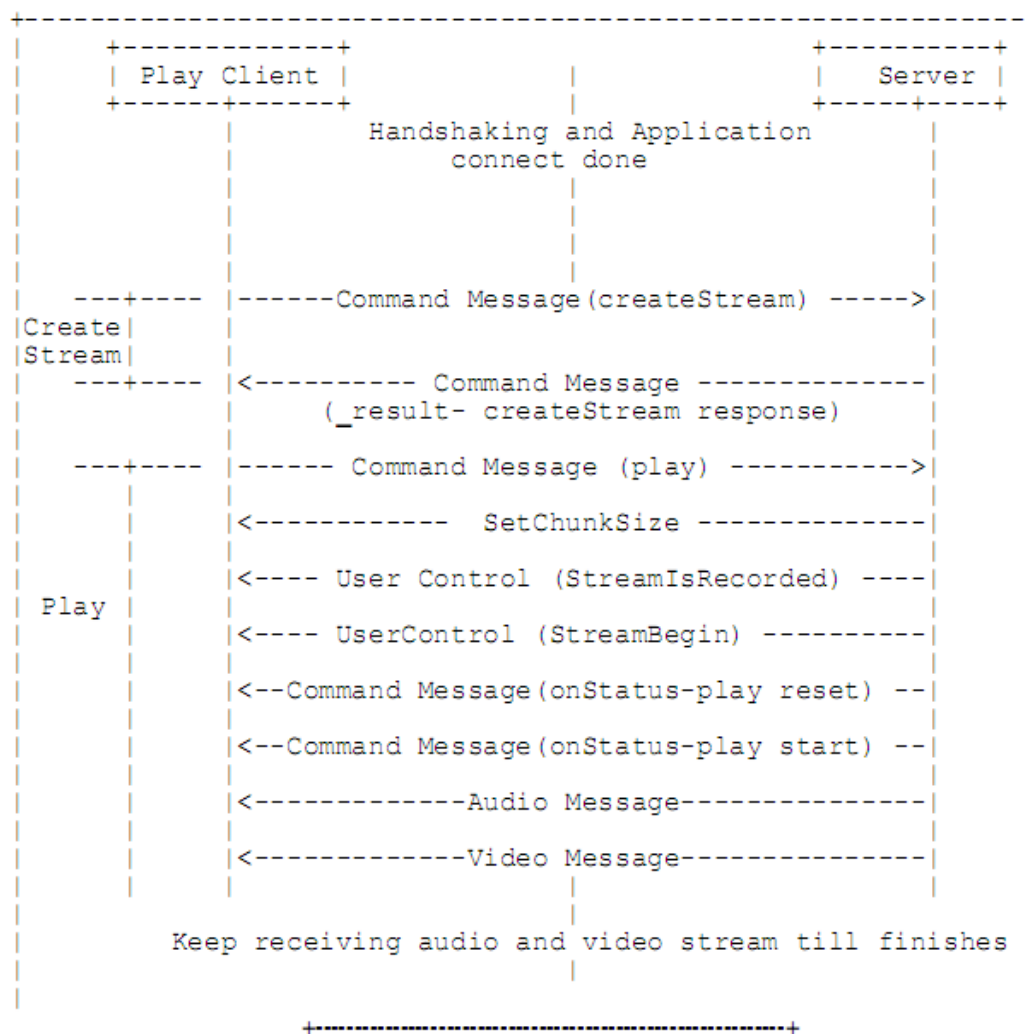 Play Client Server
Handshaking and Application
connect done
Command Message(createStream)
Create
Stream
Command Message
(_result- createStream response)
Command Message (play)
SetChunkSize
User Control (StreamIsRecorded)
Play
UserControl (StreamBegin)
Command Message(onStatus-play reset)
Command Message(onStatus-play start)
Audio Message
Video Message
Keep receiving audio and video stream till finishes